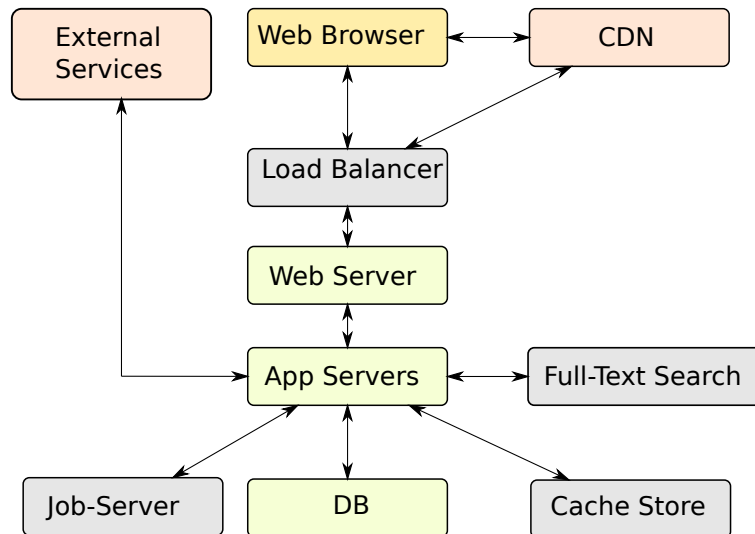 External
Services
Web Browser
CDN
Load Balancer
Web Server
App Servers
Full-Text Search
Job-Server
DB
Cache Store